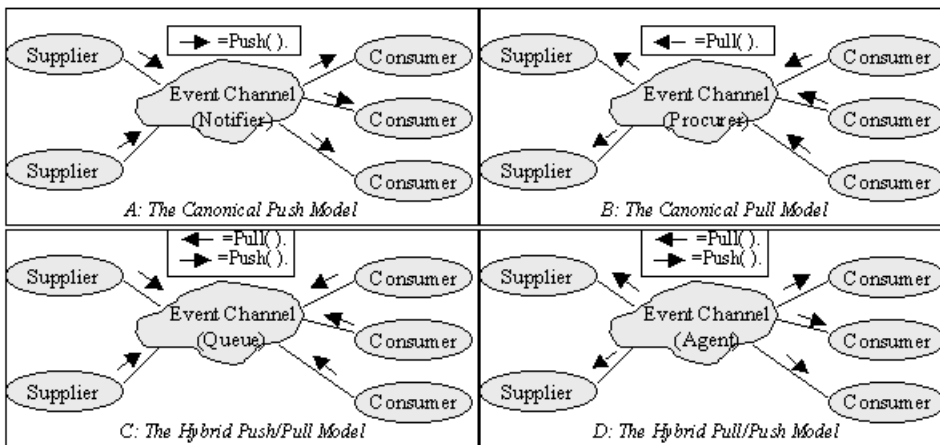 =Push( ).
Supplier
Consumer
Event Channel
(Notifier)
Consumer
Supplier
Consumer
A: The Canonical Push Model
=Pull( ).
Supplier
Consumer
Event Channel
(Procurer)
Consumer
Supplier
Consumer
B: The Canonical Pull Model
=Pull( ).
=Push( ).
Supplier
Consumer
Event Channel
(Queue)
Consumer
Supplier
Consumer
C: The Hybrid Push/Pull Model
=Pull( ).
=Push( ).
Supplier
Consumer
Event Channel
(Agent)
Consumer
Supplier
Consumer
D: The Hybrid Pull/Push Model